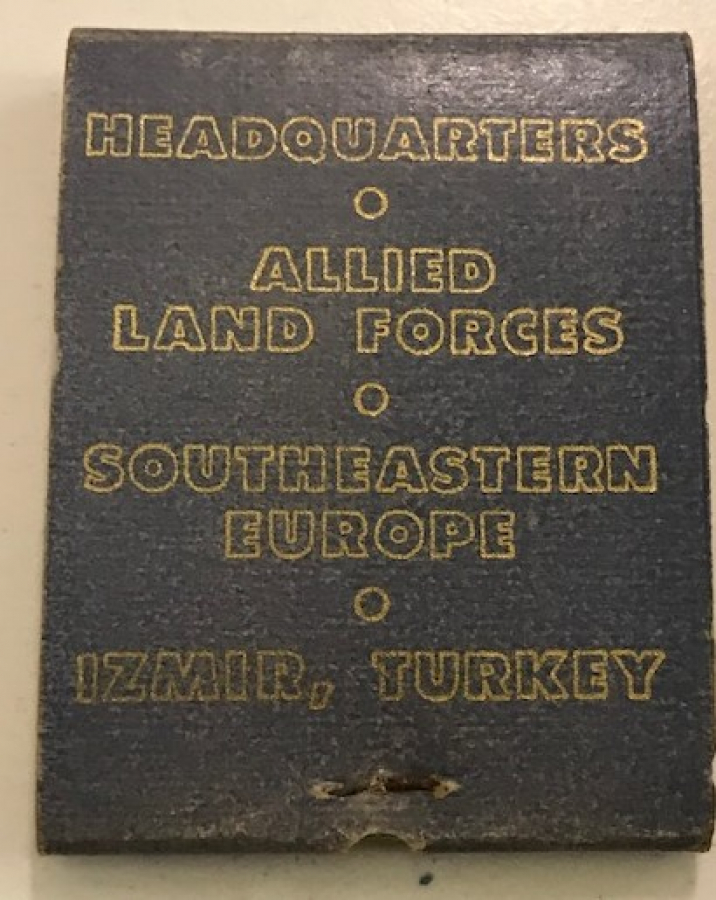 HEADQUARTERS
ALLIED
LAND FORCES
SOUTHEASTERN
EUROPE
IZMIR, TURKEY